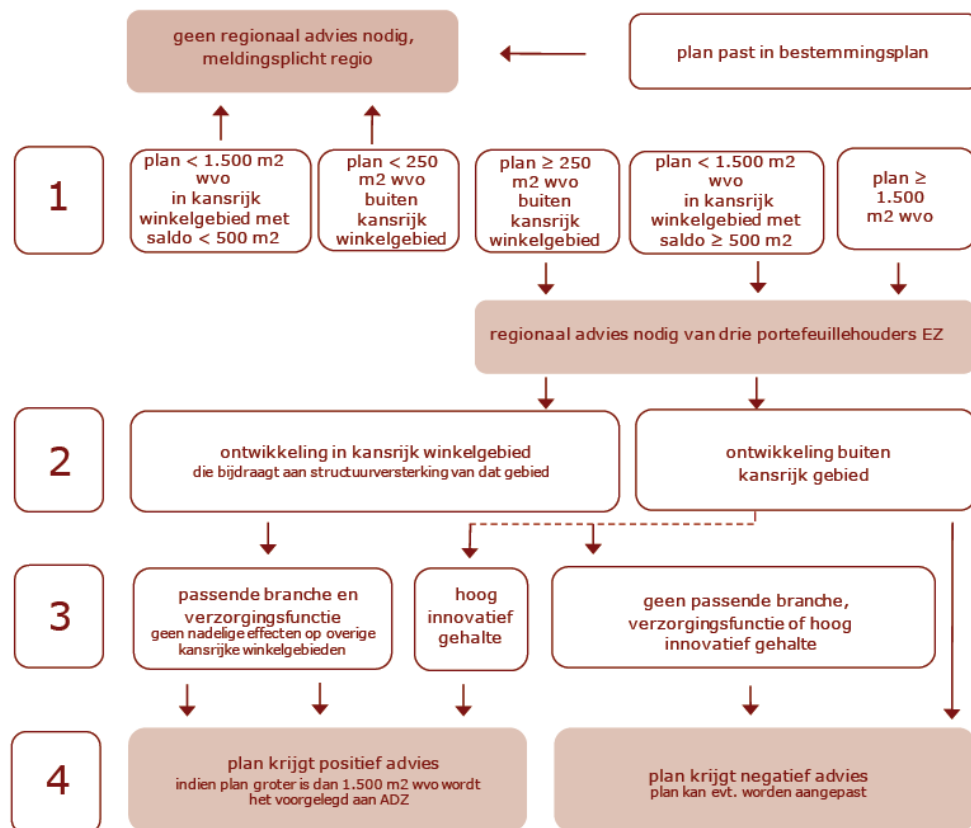 geen regionaal advies nodig,
meldingsplicht regio
plan past in bestemmingsplan
1
plan < 1.500 m2
wvo
in kansrijk
winkelgebied met
saldo < 500 m2
plan < 250
m2 wvo
buiten
kansrijk
winkelgebied
plan ≥ 250
m2 wvo
buiten
kansrijk
winkelgebied
plan < 1.500 m2
wvo
in kansrijk
winkelgebied met
saldo ≥ 500 m2
plan ≥
1.500
m2 wvo
regionaal advies nodig van drie portefeuillehouders EZ
2
ontwikkeling in kansrijk winkelgebied
die bijdraagt aan structuurversterking van dat gebied
ontwikkeling buiten
kansrijk gebied
3
passende branche en
verzorgingsfunctie
geen nadelige effecten op overige
kansrijke winkelgebieden
hoog
innovatief
gehalte
geen passende branche,
verzorgingsfunctie of hoog
innovatief gehalte
4
plan krijgt positief advies
indien plan groter is dan 1.500 m2 wvo wordt
het voorgelegd aan ADZ
plan krijgt negatief advies
plan kan evt. worden aangepast